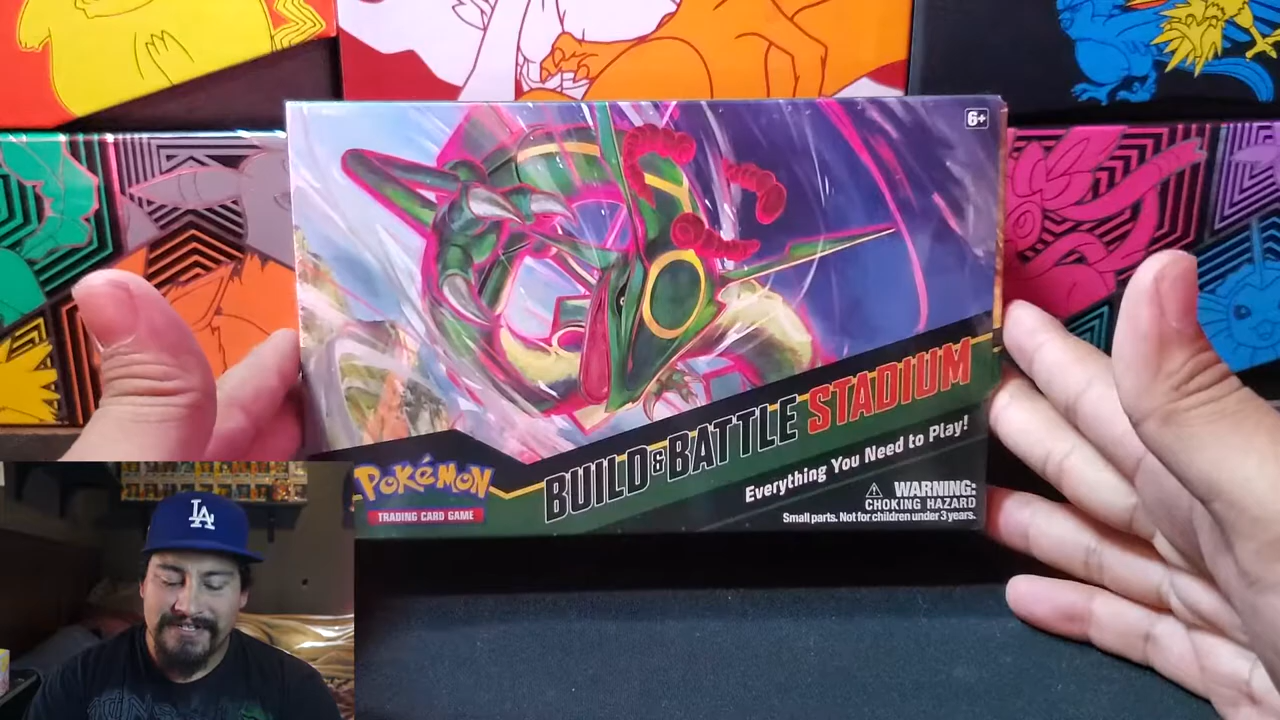 6+
BUILD & BATTLE STADIUM
Everything You Need to Play!
POKéMON
TRADING CARD GAME
WARNING:
CHOKING HAZARD
Small parts. Not for children under 3 years.
LA